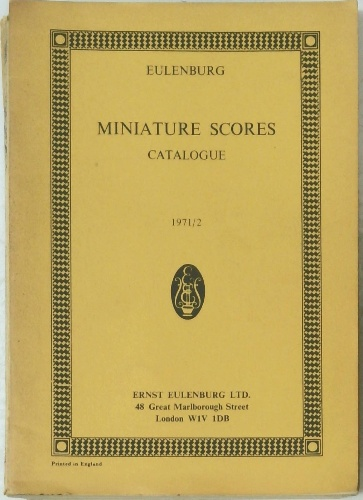 EULENBURG
MINIATURE SCORES
CATALOGUE
1971/2
ERNST EULENBURG LTD.
48 Great Marlborough Street
London W1V 1DB
Printed in England